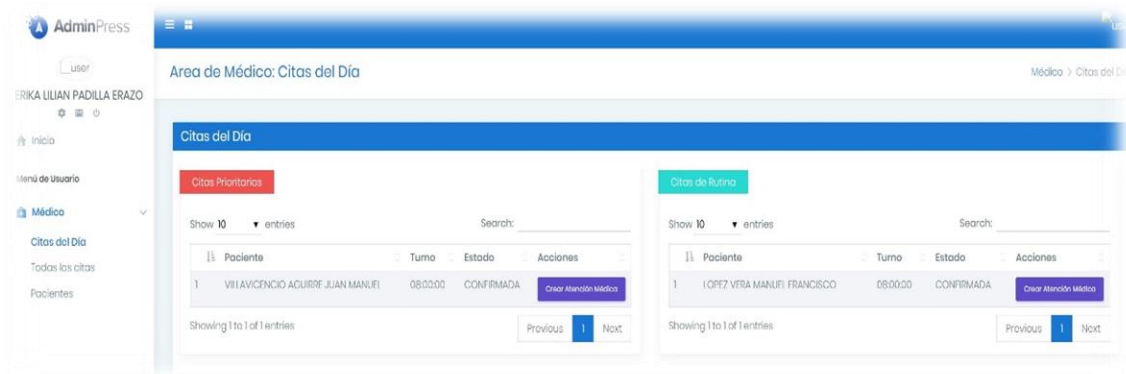 AdminPress
user
ERIKA LILIAN PADILLA ERAZO
Inicio
Menú de Usuario
Médico
Citas del Día
Todas las citas
Pacientes
Area de Médico: Citas del Día
Médico > Citas del
Citas del Día
Citas Prioritarias
Show 10 entries
Search:
Paciente Turno Estado Acciones
1 VILLAVICENCIO AGUIRRE JUAN MANUEL 08:00:00 CONFIRMADA Crear Atención Médica
Showing 1 to 1 of 1 entries
Previous 1 Next
Citas de Rutina
Show 10 entries
Search:
Paciente Turno Estado Acciones
1 LOPEZ VERA MANUEL FRANCISCO 08:00:00 CONFIRMADA Crear Atención Médica
Showing 1 to 1 of 1 entries
Previous 1 Next